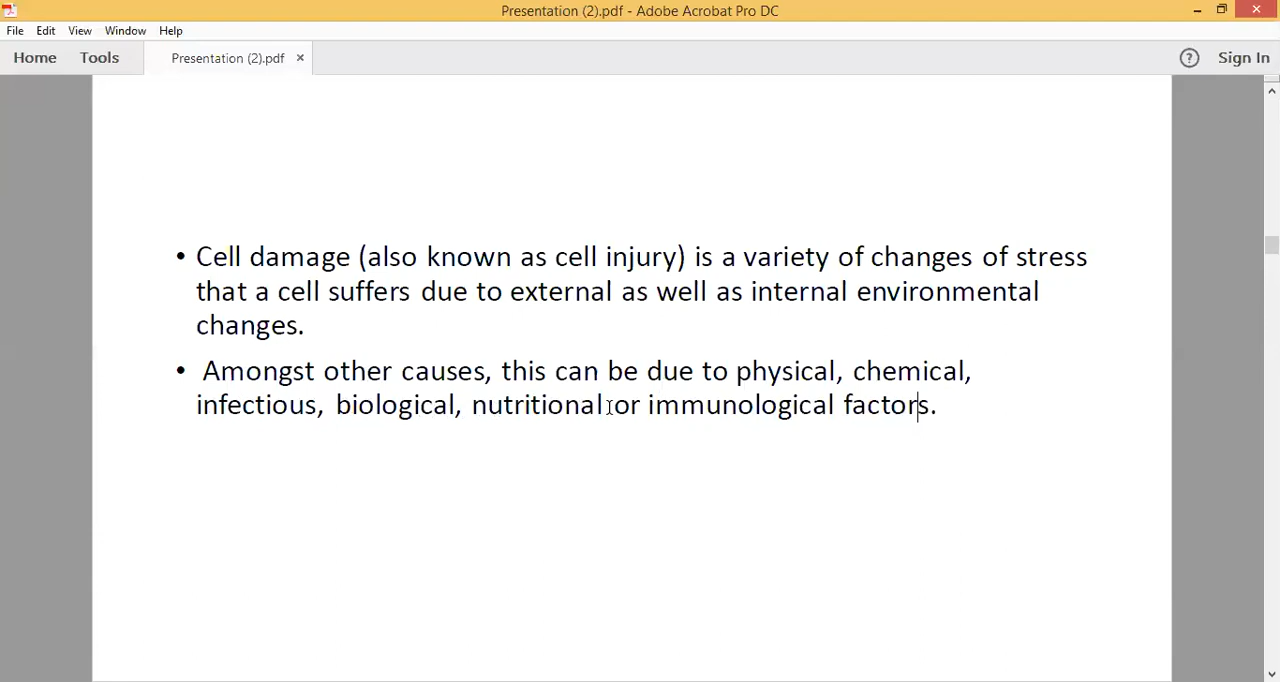 Presentation (2).pdf - Adobe Acrobat Pro DC
File Edit View Window Help
Home Tools Presentation (2).pdf × ? Sign In
• Cell damage (also known as cell injury) is a variety of changes of stress
that a cell suffers due to external as well as internal environmental
changes.
• Amongst other causes, this can be due to physical, chemical,
infectious, biological, nutritional or immunological factors.